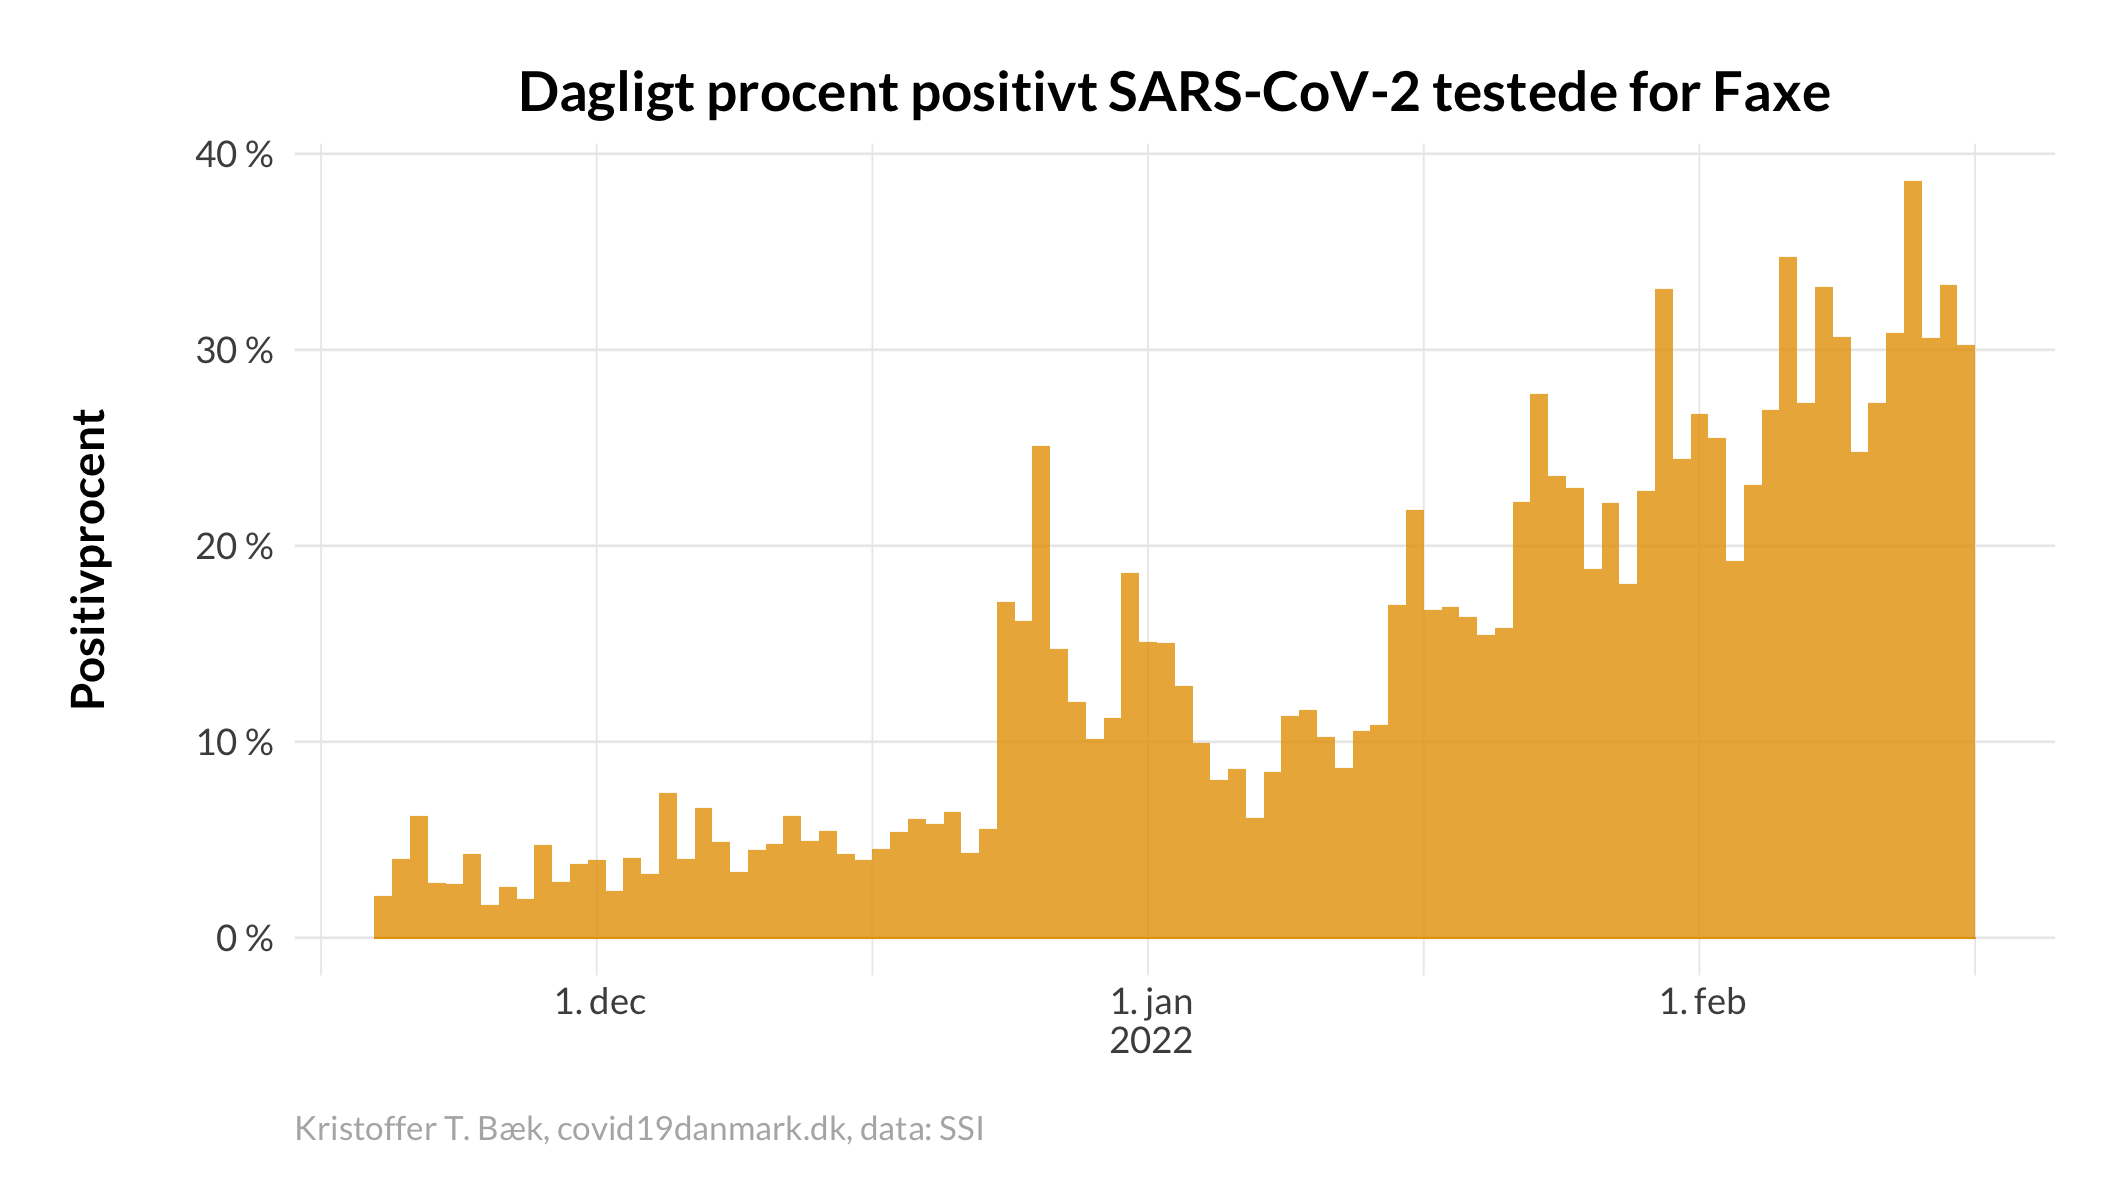 Dagligt procent positivt SARS-CoV-2 testede for Faxe
40 %
30 %
20 %
10 %
0 %
Positivprocent
1. dec
1. jan
2022
1. feb
Kristoffer T. Bæk, covid19danmark.dk, data: SSI